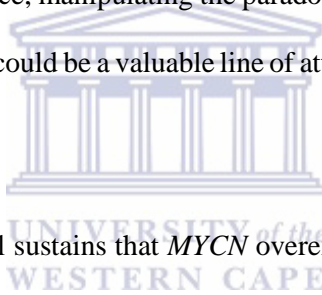 ce, manipulating the parado
could be a valuable line of at
l sustains that MYCN overe
UNIVERSITY of the
WESTERN CAPE